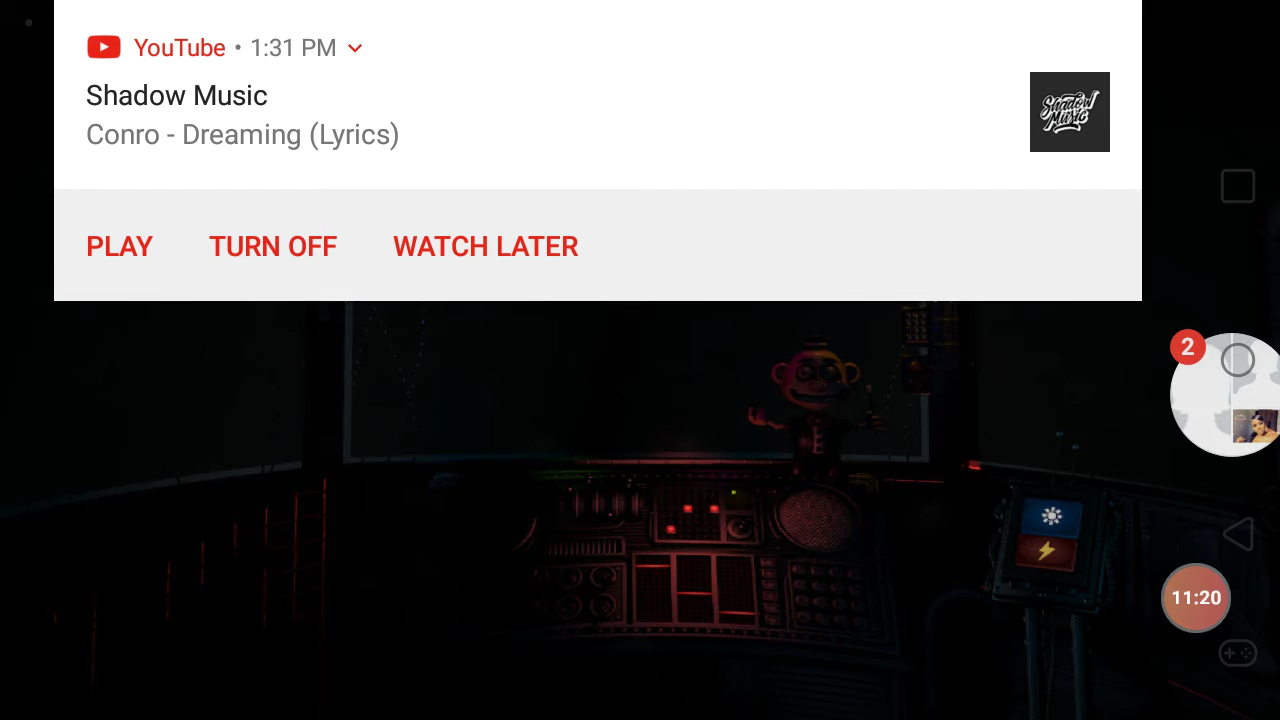 YouTube • 1:31 PM
Shadow Music
Conro - Dreaming (Lyrics)
Shadow Music
PLAY TURN OFF WATCH LATER
2
11:20